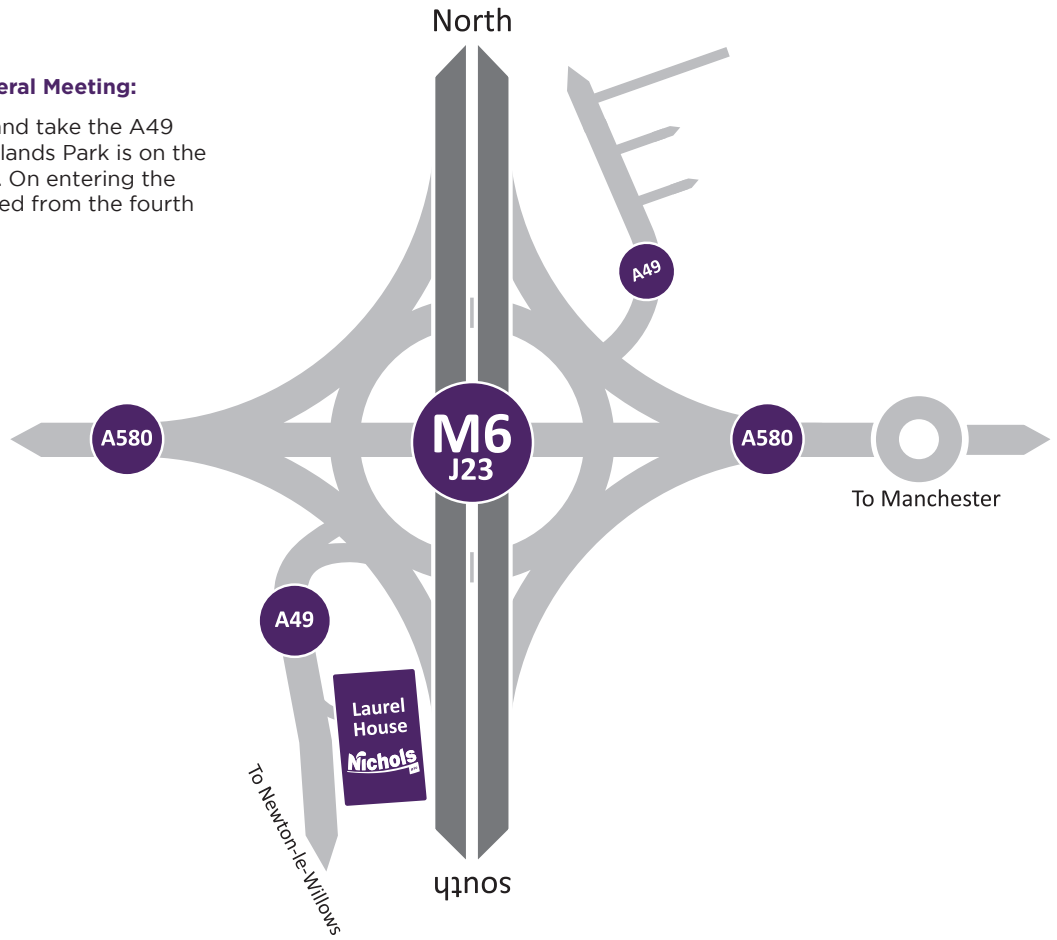 North
eral Meeting:
and take the A49
lands Park is on the
. On entering the
ed from the fourth
A49
A580
M6
J23
A580
To Manchester
A49
Laurel
House
Nichols
To Newton-le-Willows
south